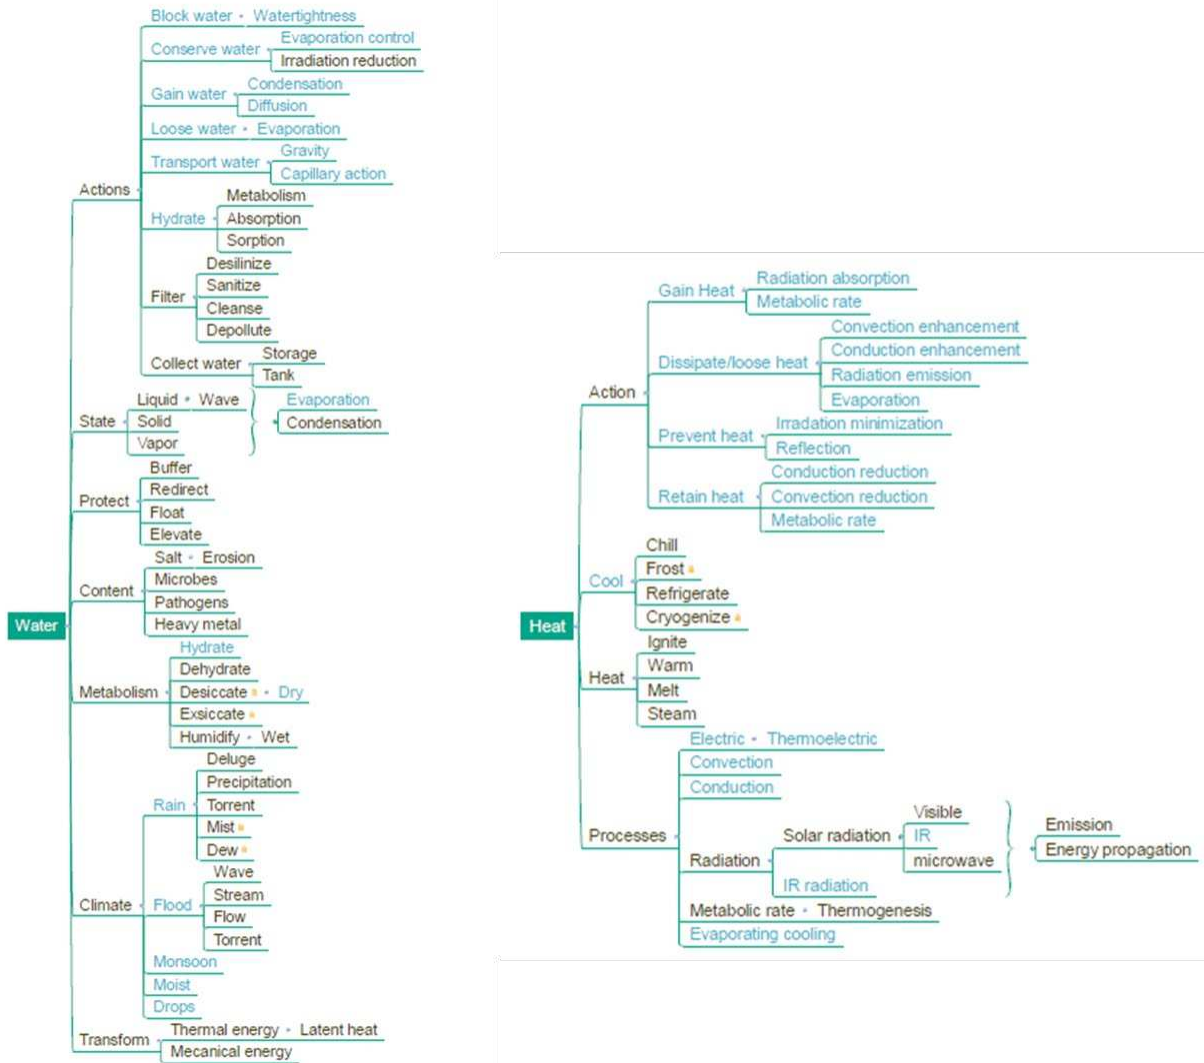 Block water
Watertightness
Conserve water
Evaporation control
Irradiation reduction
Gain water
Condensation
Diffusion
Loose water
Evaporation
Transport water
Gravity
Capillary action
Actions
Hydrate
Metabolism
Absorption
Sorption
Filter
Desilinize
Sanitize
Cleanse
Depollute
Collect water
Storage
Tank
State
Liquid
Wave
Solid
Vapor
Evaporation
Condensation
Protect
Buffer
Redirect
Float
Elevate
Content
Salt
Erosion
Microbes
Pathogens
Heavy metal
Water
Metabolism
Hydrate
Dehydrate
Desiccate
Dry
Exsiccate
Humidify
Wet
Climate
Rain
Deluge
Precipitation
Torrent
Mist
Dew
Flood
Wave
Stream
Flow
Torrent
Monsoon
Moist
Drops
Transform
Thermal energy
Latent heat
Mecanical energy
Heat
Action
Gain Heat
Radiation absorption
Metabolic rate
Dissipate/loose heat
Convection enhancement
Conduction enhancement
Radiation emission
Evaporation
Prevent heat
Irradation minimization
Reflection
Retain heat
Conduction reduction
Convection reduction
Metabolic rate
Cool
Chill
Frost
Refrigerate
Cryogenize
Heat
Ignite
Warm
Melt
Steam
Processes
Electric
Thermoelectric
Convection
Conduction
Radiation
Solar radiation
Visible
IR
microwave
Emission
Energy propagation
IR radiation
Metabolic rate
Thermogenesis
Evaporating cooling